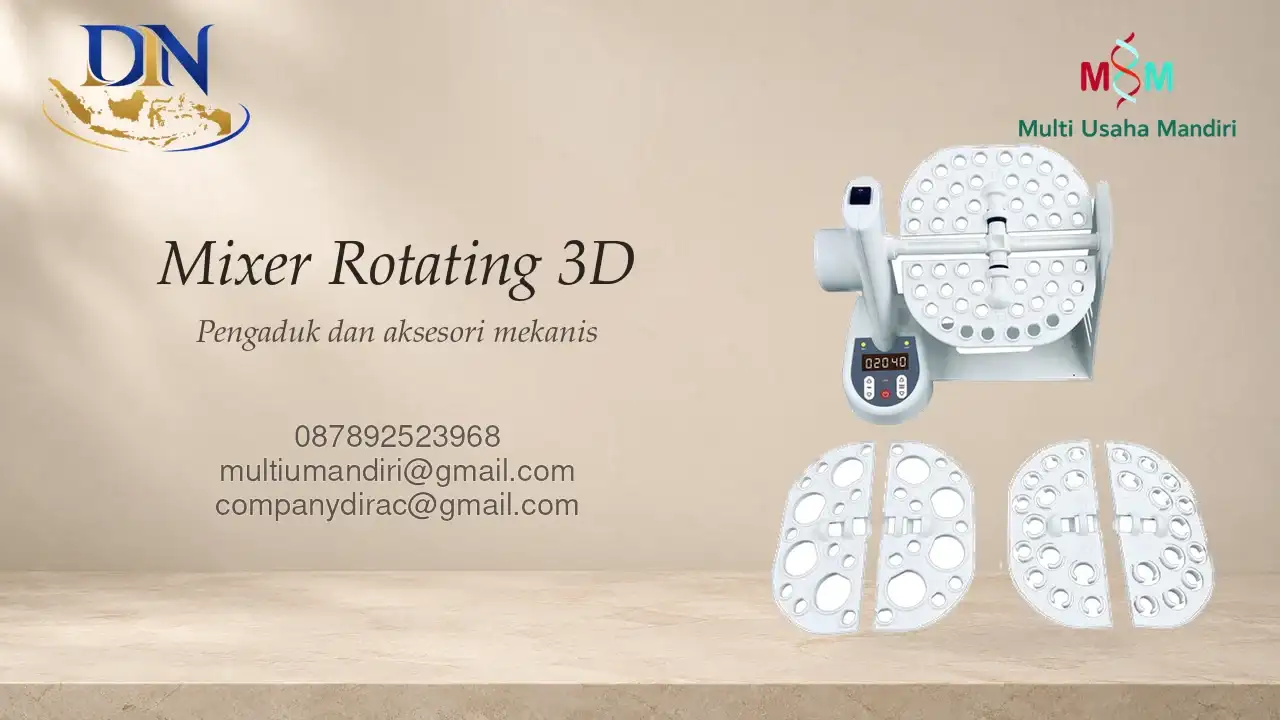 DN
MSM
Multi Usaha Mandiri
Mixer Rotating 3D
Pengaduk dan aksesori mekanis
02040
087892523968
multiumandiri@gmail.com
companydirac@gmail.com